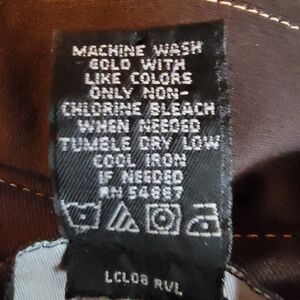 MACHINE WASH
COLD WITH
LIKE COLORS
ONLY NON-
CHLORINE BLEACH
WHEN NEEDED
TUMBLE DRY LOW
COOL IRON
IF NEEDED
RN 54867
LCL08 RVL